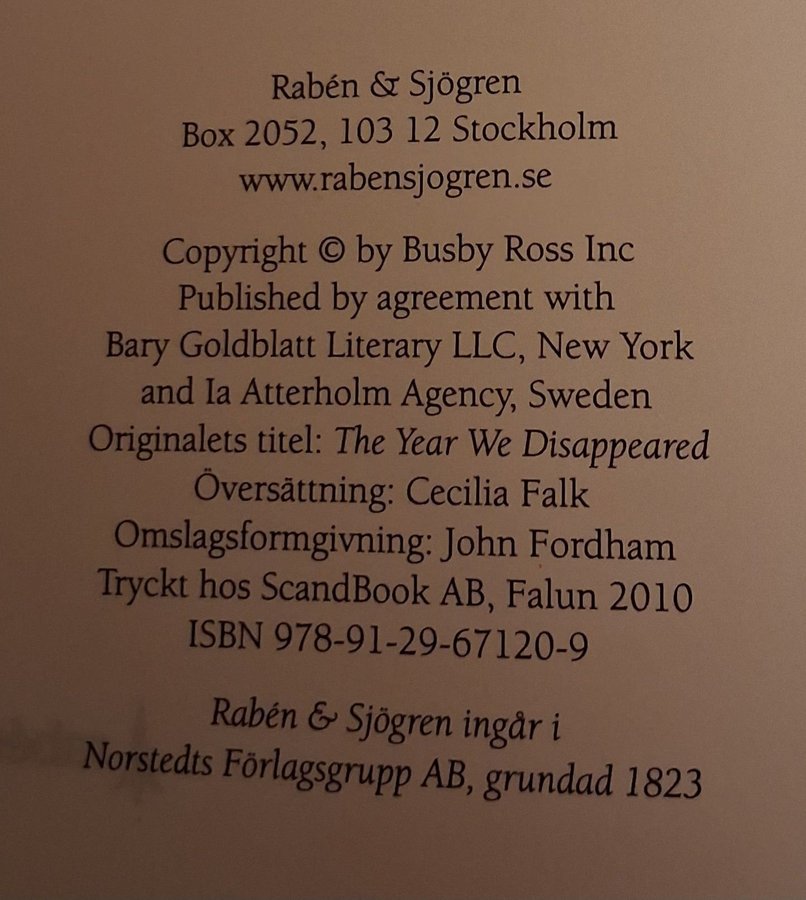 Rabén & Sjögren
Box 2052, 103 12 Stockholm
www.rabensjogren.se
Copyright © by Busby Ross Inc
Published by agreement with
Bary Goldblatt Literary LLC, New York
and Ia Atterholm Agency, Sweden
Originalets titel: The Year We Disappeared
Översättning: Cecilia Falk
Omslagsformgivning: John Fordham
Tryckt hos ScandBook AB, Falun 2010
ISBN 978-91-29-67120-9
Rabén & Sjögren ingår i
Norstedts Förlagsgrupp AB, grundad 1823